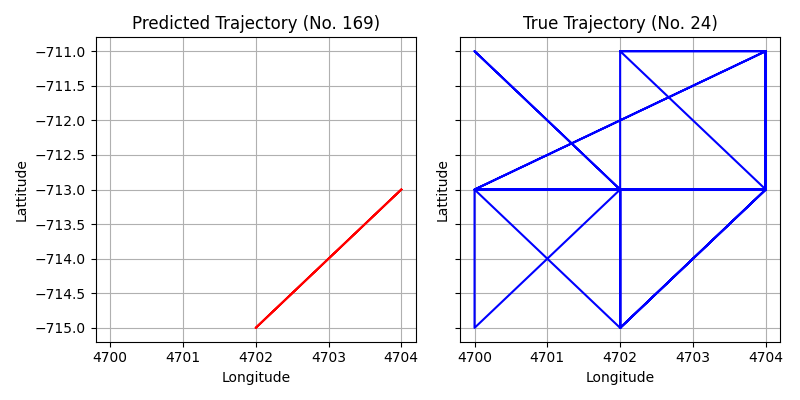 Predicted Trajectory (No. 169)
Lattitude
−711.0
−711.5
−712.0
−712.5
−713.0
−713.5
−714.0
−714.5
−715.0
4700 4701 4702 4703 4704
Longitude
True Trajectory (No. 24)
Lattitude
4700 4701 4702 4703 4704
Longitude